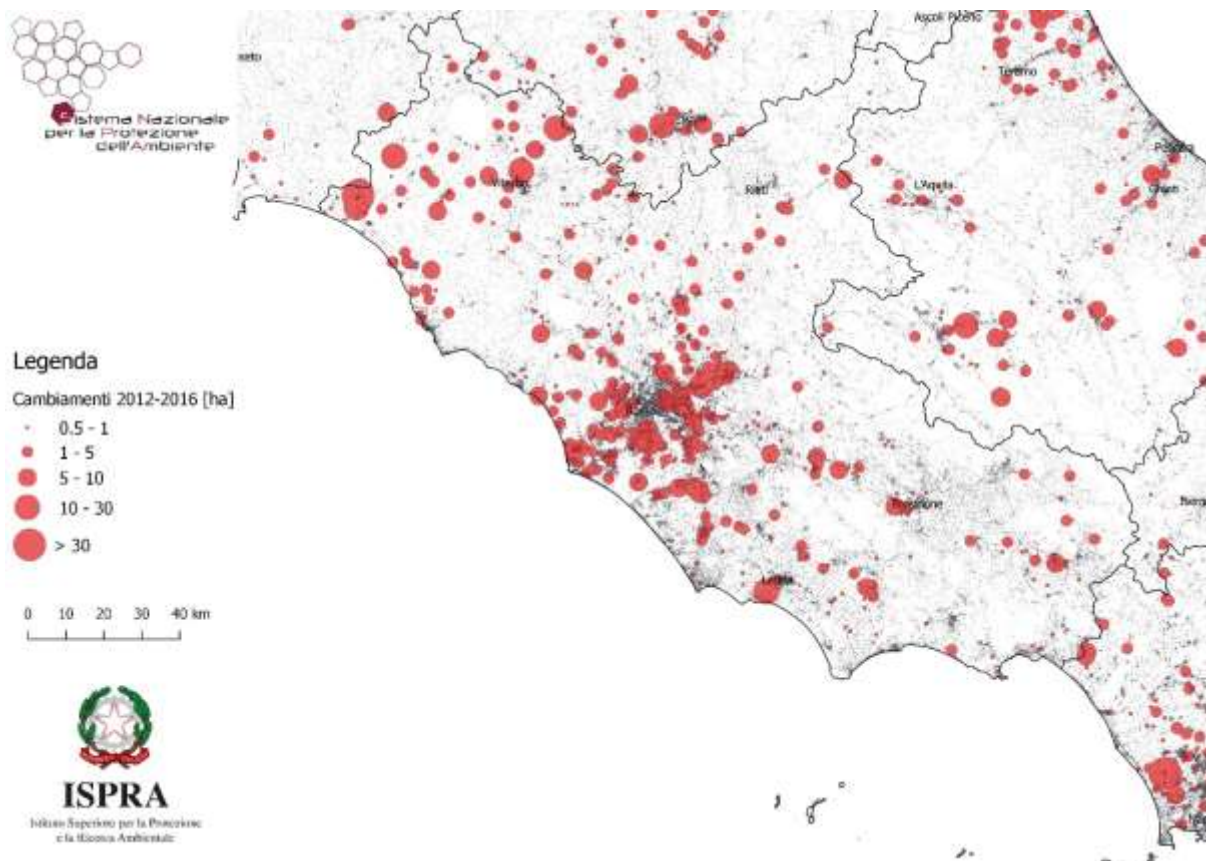 Sistema Nazionale
per la Protezione
dell'Ambiente
Ascoli Piceno
Teramo
Pescara
Chieti
Viterbo
Rieti
L'Aquila
Frosinone
Latina
Legenda
Cambiamenti 2012-2016 [ha]
0.5 - 1
1 - 5
5 - 10
10 - 30
> 30
0 10 20 30 40 km
ISPRA
Istituto Superiore per la Protezione
e la Ricerca Ambientale